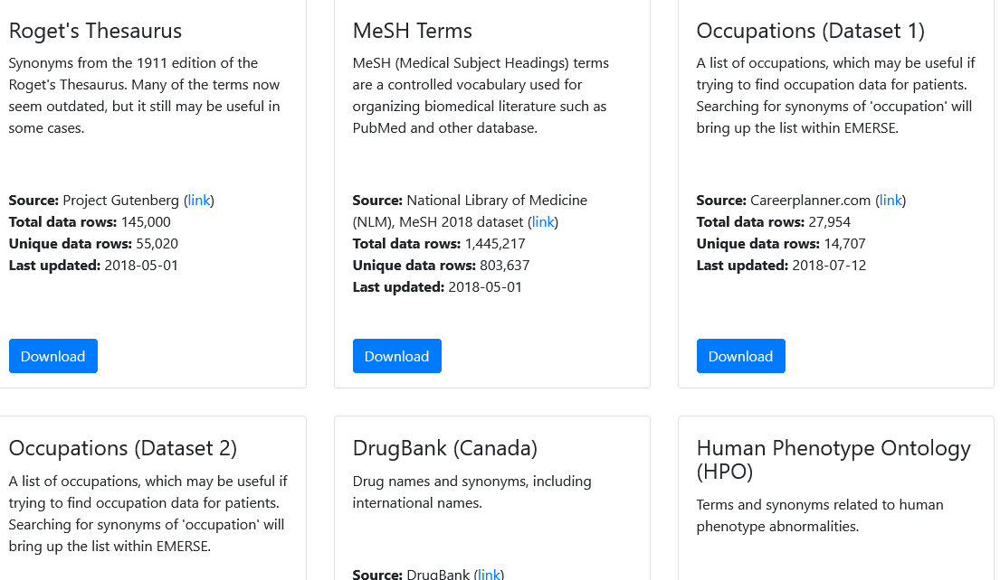 Roget's Thesaurus
Synonyms from the 1911 edition of the
Roget's Thesaurus. Many of the terms now
seem outdated, but it still may be useful in
some cases.
Source: Project Gutenberg (link)
Total data rows: 145,000
Unique data rows: 55,020
Last updated: 2018-05-01
Download
MeSH Terms
MeSH (Medical Subject Headings) terms
are a controlled vocabulary used for
organizing biomedical literature such as
PubMed and other database.
Source: National Library of Medicine
(NLM), MeSH 2018 dataset (link)
Total data rows: 1,445,217
Unique data rows: 803,637
Last updated: 2018-05-01
Download
Occupations (Dataset 1)
A list of occupations, which may be useful if
trying to find occupation data for patients.
Searching for synonyms of 'occupation' will
bring up the list within EMERSE.
Source: Careerplanner.com (link)
Total data rows: 27,954
Unique data rows: 14,707
Last updated: 2018-07-12
Download
Occupations (Dataset 2)
A list of occupations, which may be useful if
trying to find occupation data for patients.
Searching for synonyms of 'occupation' will
bring up the list within EMERSE.
DrugBank (Canada)
Drug names and synonyms, including
international names.
Source: DrugBank (link)
Human Phenotype Ontology
(HPO)
Terms and synonyms related to human
phenotype abnormalities.